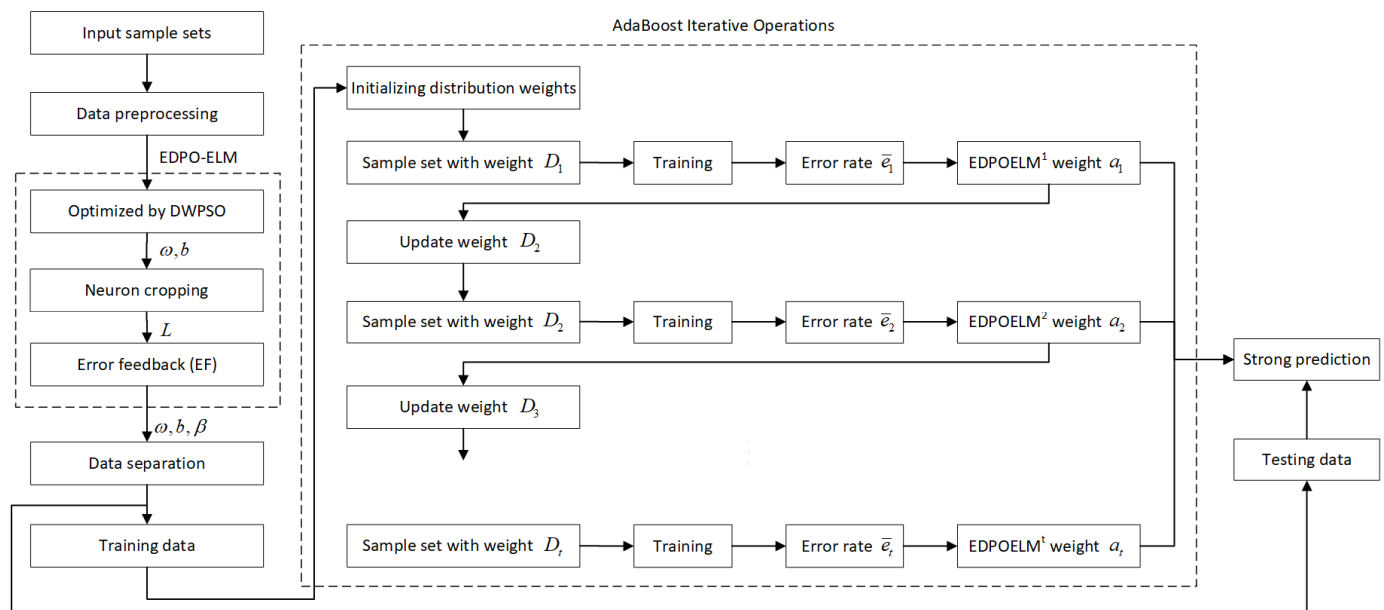 AdaBoost Iterative Operations
Input sample sets
Data preprocessing
EDPO-ELM
Optimized by DWPSO
ω, b
Neuron cropping
L
Error feedback (EF)
ω, b, β
Data separation
Training data
Initializing distribution weights
Sample set with weight D₁
Training
Error rate e̅₁
EDPOELM¹ weight a₁
Update weight D₂
Sample set with weight D₂
Training
Error rate e̅₂
EDPOELM² weight a₂
Update weight D₃
Sample set with weight Dₜ
Training
Error rate e̅ₜ
EDPOELMᵗ weight aₜ
Strong prediction
Testing data